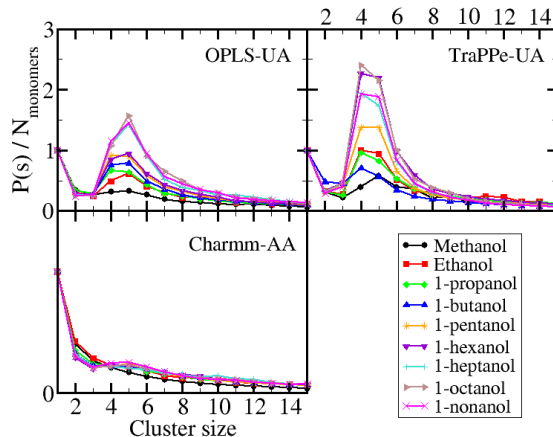 2 4 6 8 10 12 14
3
OPLS-UA
TraPPe-UA
2
1
0
P(s) / N_monomers
Charmm-AA
Methanol
Ethanol
1-propanol
1-butanol
1-pentanol
1-hexanol
1-heptanol
1-octanol
1-nonanol
2 4 6 8 10 12 14
Cluster size